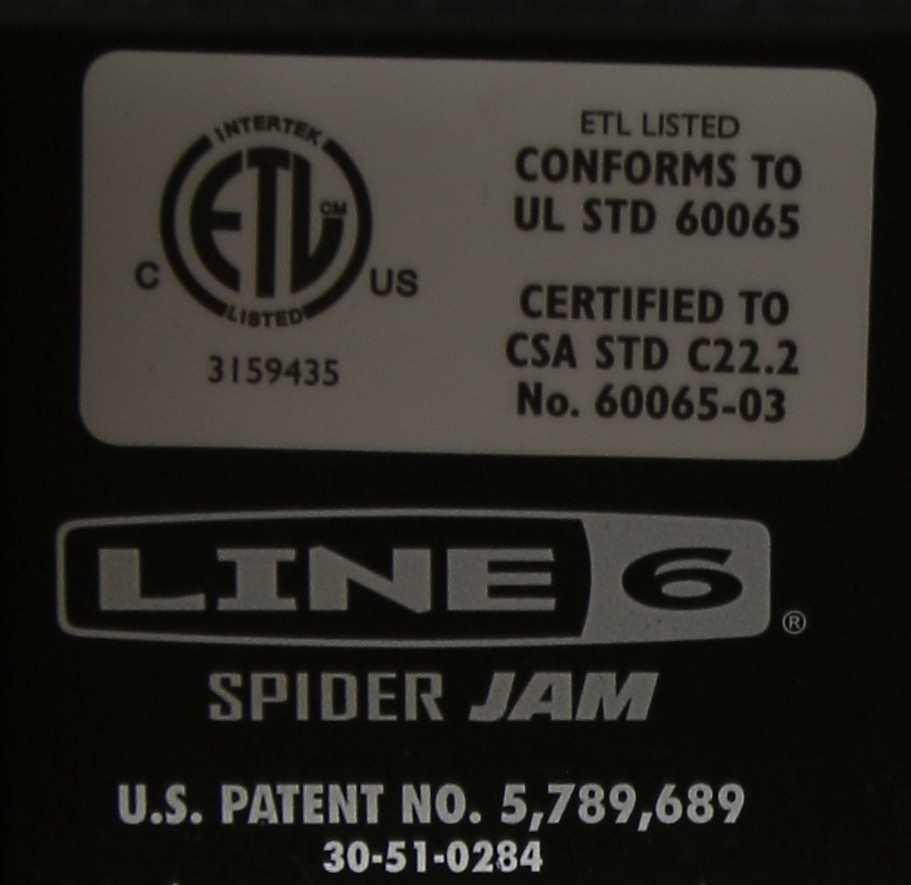 INTERTEK
ETL CM
C US
LISTED
3159435
ETL LISTED
CONFORMS TO
UL STD 60065
CERTIFIED TO
CSA STD C22.2
No. 60065-03
LINE 6 ®
SPIDER JAM
U.S. PATENT NO. 5,789,689
30-51-0284